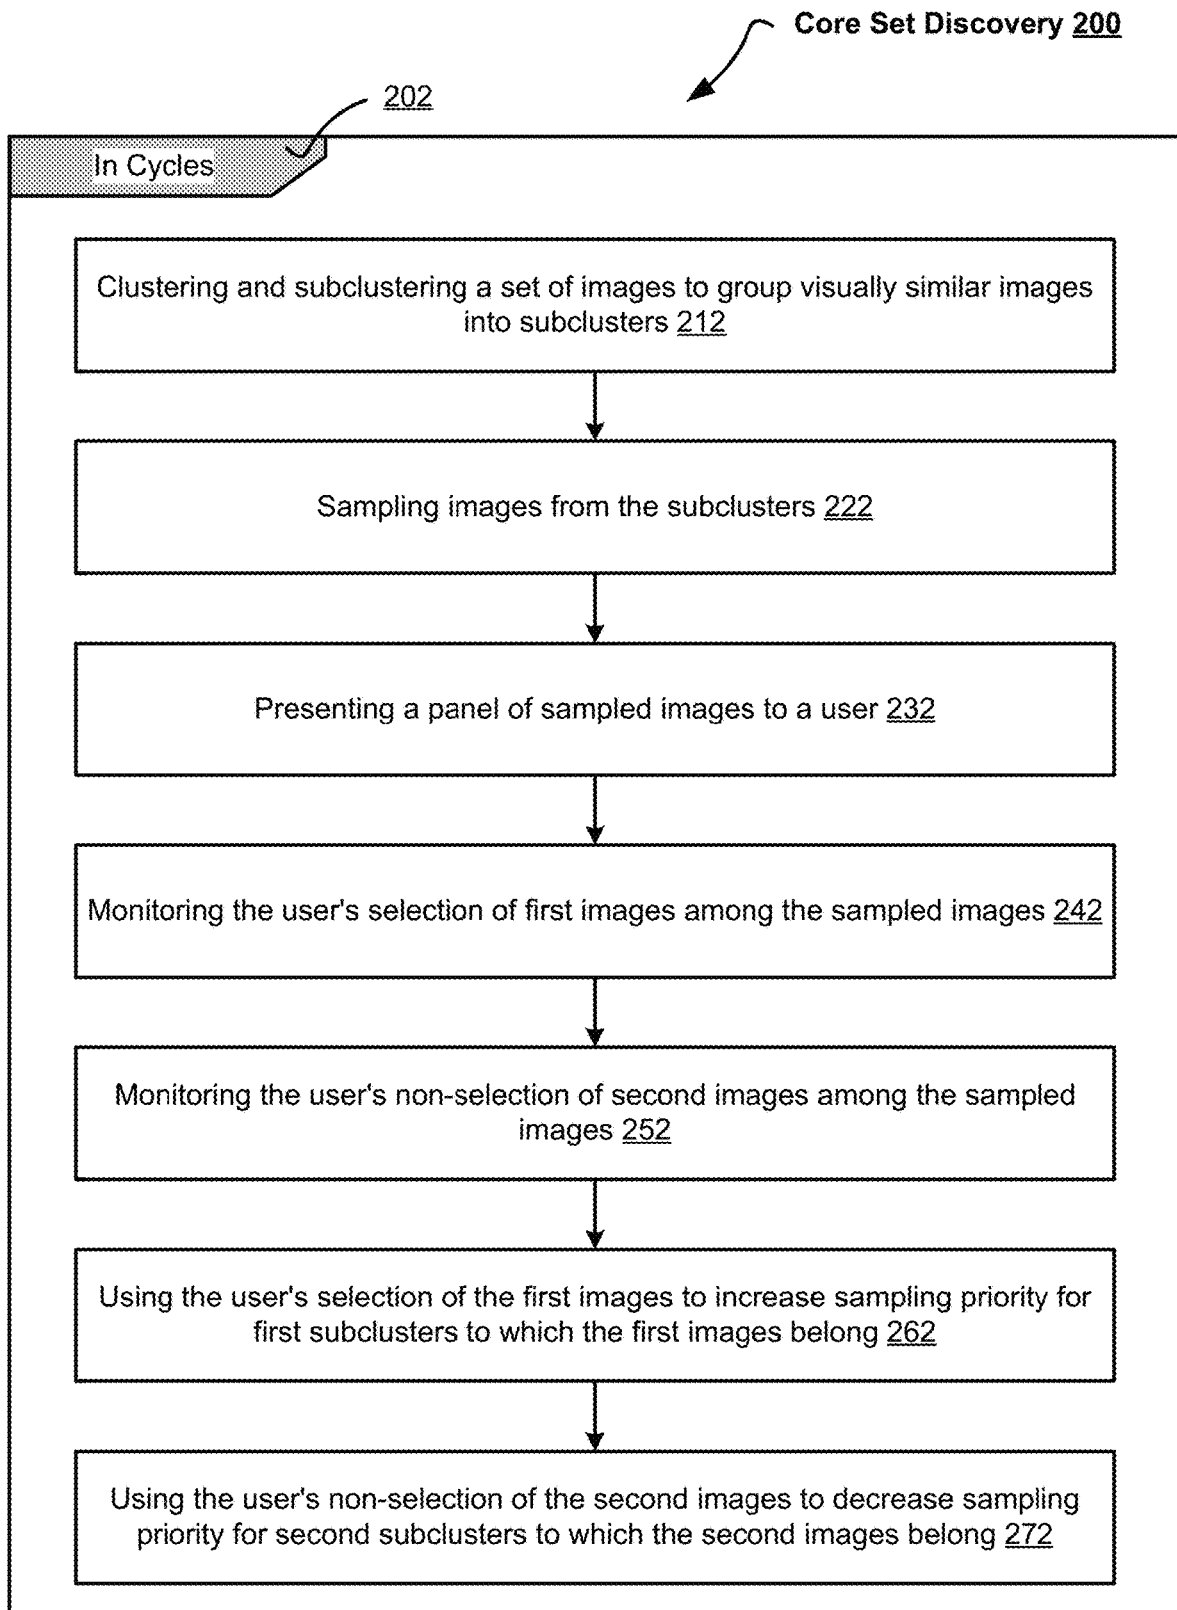 Core Set Discovery 200
202
In Cycles
Clustering and subclustering a set of images to group visually similar images
into subclusters 212
Sampling images from the subclusters 222
Presenting a panel of sampled images to a user 232
Monitoring the user's selection of first images among the sampled images 242
Monitoring the user's non-selection of second images among the sampled
images 252
Using the user's selection of the first images to increase sampling priority for
first subclusters to which the first images belong 262
Using the user's non-selection of the second images to decrease sampling
priority for second subclusters to which the second images belong 272